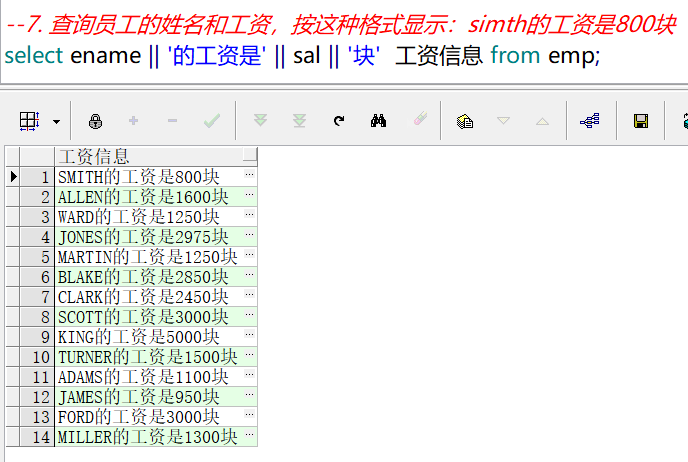 --7. 查询员工的姓名和工资，按这种格式显示：simth的工资是800块
select ename || '的工资是' || sal || '块'  工资信息 from emp;
工资信息
1 SMITH的工资是800块 ...
2 ALLEN的工资是1600块 ...
3 WARD的工资是1250块 ...
4 JONES的工资是2975块 ...
5 MARTIN的工资是1250块 ...
6 BLAKE的工资是2850块 ...
7 CLARK的工资是2450块 ...
8 SCOTT的工资是3000块 ...
9 KING的工资是5000块 ...
10 TURNER的工资是1500块 ...
11 ADAMS的工资是1100块 ...
12 JAMES的工资是950块 ...
13 FORD的工资是3000块 ...
14 MILLER的工资是1300块 ...